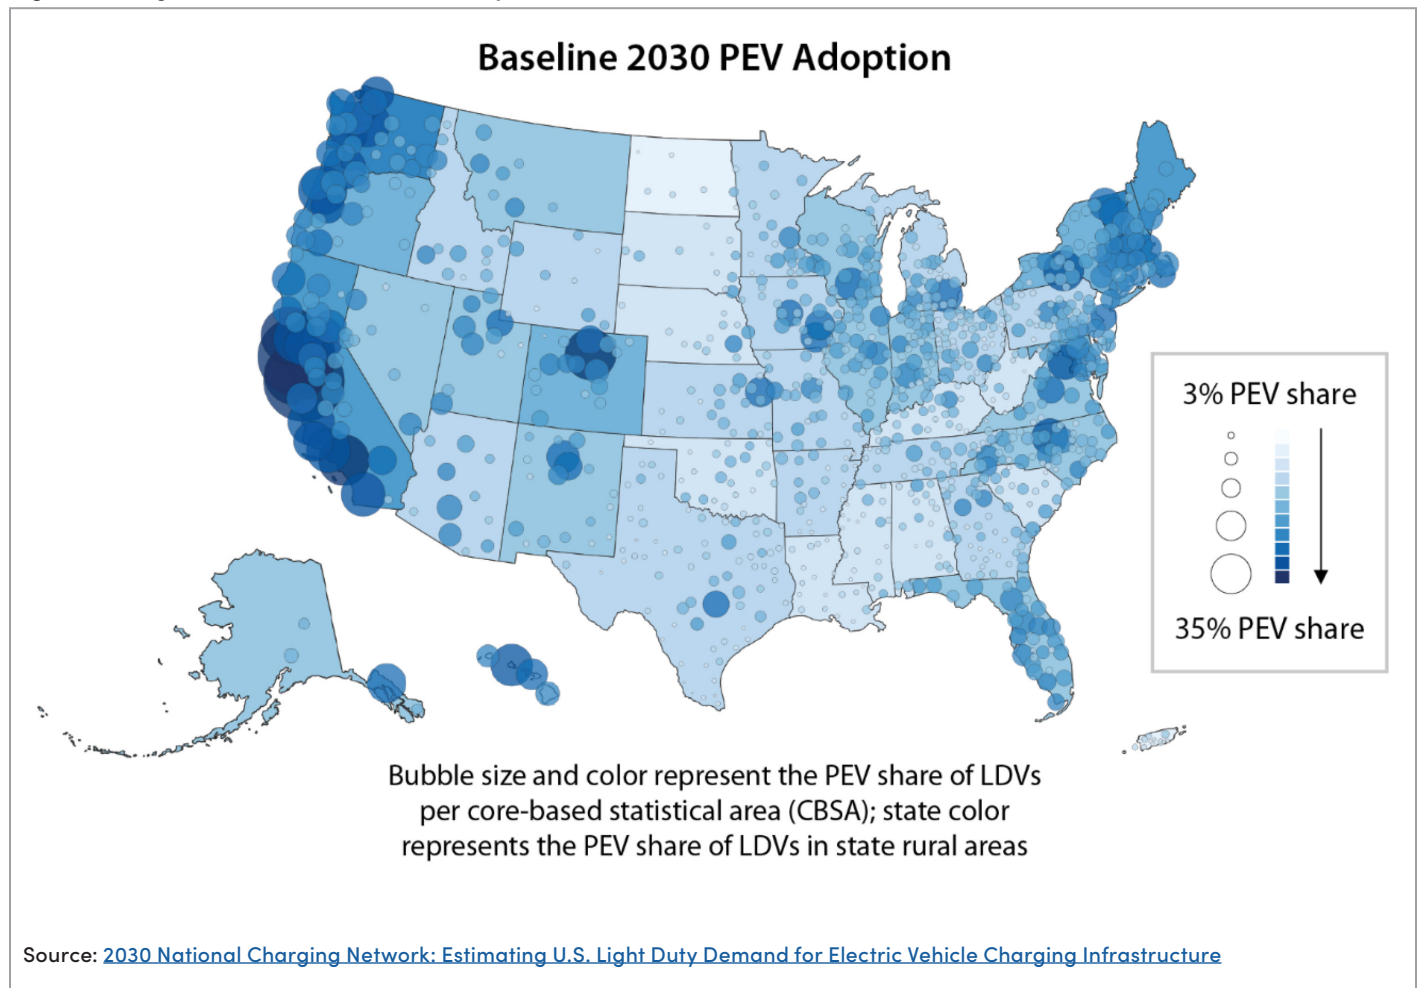 Baseline 2030 PEV Adoption
3% PEV share
35% PEV share
Bubble size and color represent the PEV share of LDVs
per core-based statistical area (CBSA); state color
represents the PEV share of LDVs in state rural areas
Source: 2030 National Charging Network: Estimating U.S. Light Duty Demand for Electric Vehicle Charging Infrastructure